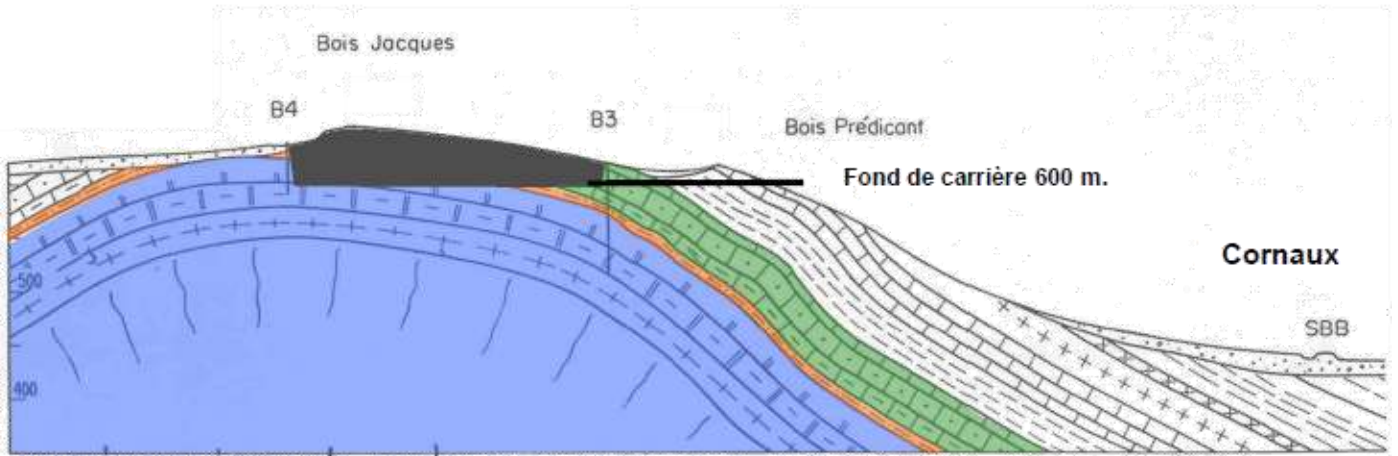 Bois Jacques
B4
B3
Bois Prédicant
Fond de carrière 600 m.
Cornaux
500
SBB
400